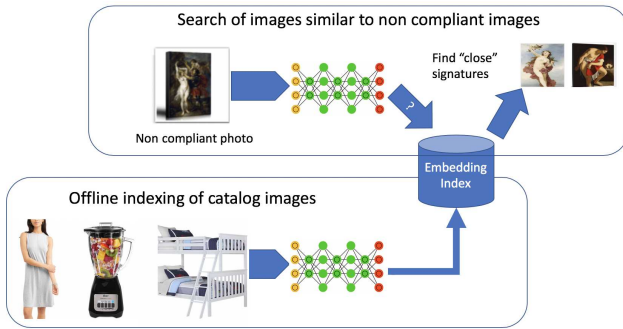 Search of images similar to non compliant images
Find “close”
signatures
?
Non compliant photo
Embedding
Index
Offline indexing of catalog images